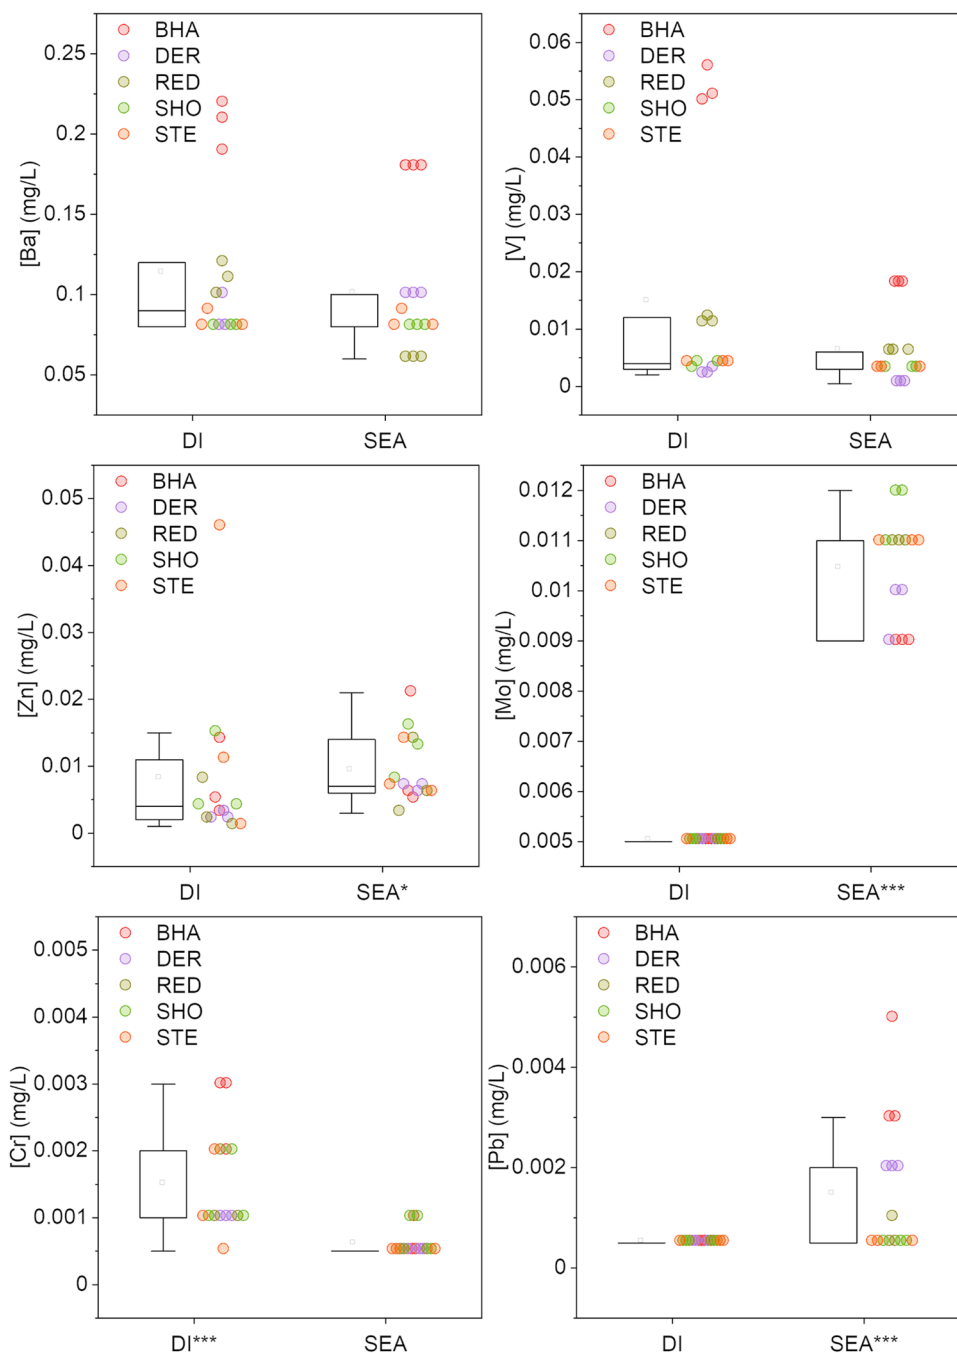 [Ba] (mg/L)
0.25
0.2
0.15
0.1
0.05
BHA
DER
RED
SHO
STE
DI
SEA
[V] (mg/L)
0.06
0.05
0.04
0.03
0.02
0.01
0
BHA
DER
RED
SHO
STE
DI
SEA
[Zn] (mg/L)
0.05
0.04
0.03
0.02
0.01
0
BHA
DER
RED
SHO
STE
DI
SEA*
[Mo] (mg/L)
0.012
0.011
0.01
0.009
0.008
0.007
0.006
0.005
BHA
DER
RED
SHO
STE
DI
SEA***
[Cr] (mg/L)
0.005
0.004
0.003
0.002
0.001
0
BHA
DER
RED
SHO
STE
DI***
SEA
[Pb] (mg/L)
0.006
0.004
0.002
0
BHA
DER
RED
SHO
STE
DI
SEA***